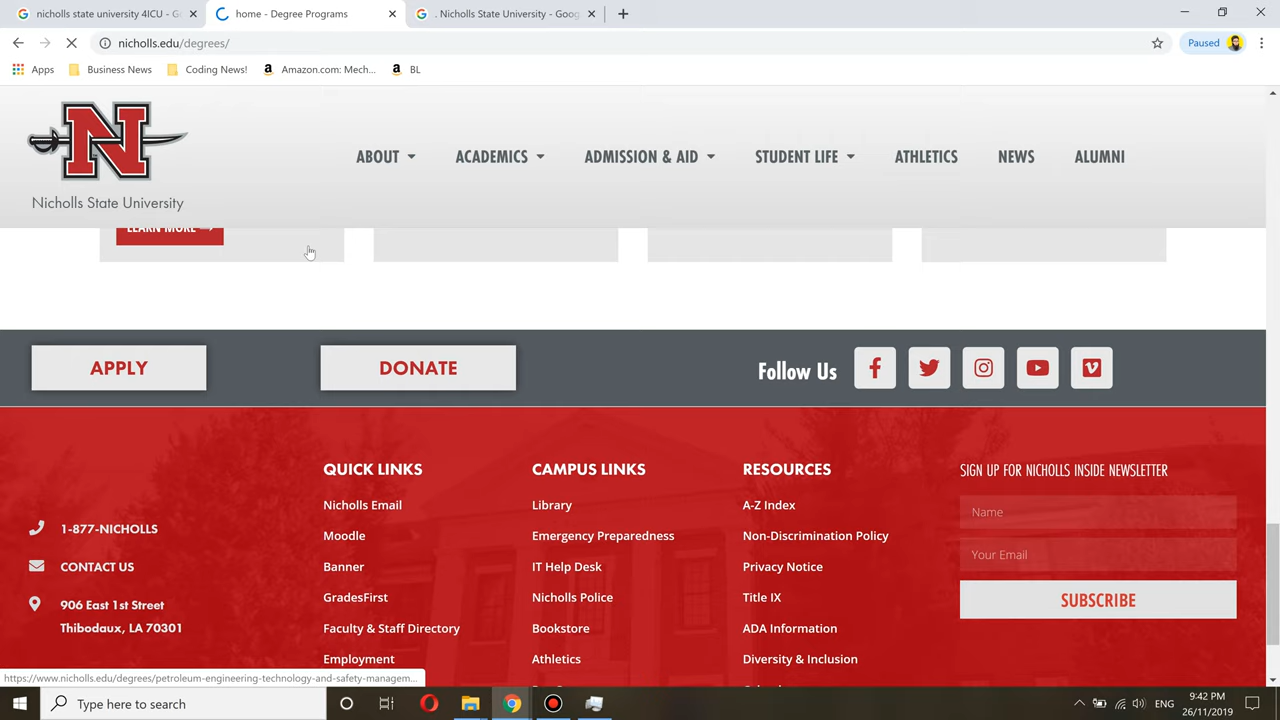 nicholls state university 4ICU - G
home - Degree Programs
. Nicholls State University - Goog
nicholls.edu/degrees/
Paused
Apps
Business News
Coding News!
Amazon.com: Mech...
BL
N
Nicholls State University
ABOUT
ACADEMICS
ADMISSION & AID
STUDENT LIFE
ATHLETICS
NEWS
ALUMNI
LEARN MORE
APPLY
DONATE
Follow Us
1-877-NICHOLLS
CONTACT US
906 East 1st Street
Thibodaux, LA 70301
QUICK LINKS
Nicholls Email
Moodle
Banner
GradesFirst
Faculty & Staff Directory
Employment
CAMPUS LINKS
Library
Emergency Preparedness
IT Help Desk
Nicholls Police
Bookstore
Athletics
RESOURCES
A-Z Index
Non-Discrimination Policy
Privacy Notice
Title IX
ADA Information
Diversity & Inclusion
SIGN UP FOR NICHOLLS INSIDE NEWSLETTER
Name
Your Email
SUBSCRIBE
https://www.nicholls.edu/degrees/petroleum-engineering-technology-and-safety-managem...
Type here to search
ENG
9:42 PM
26/11/2019